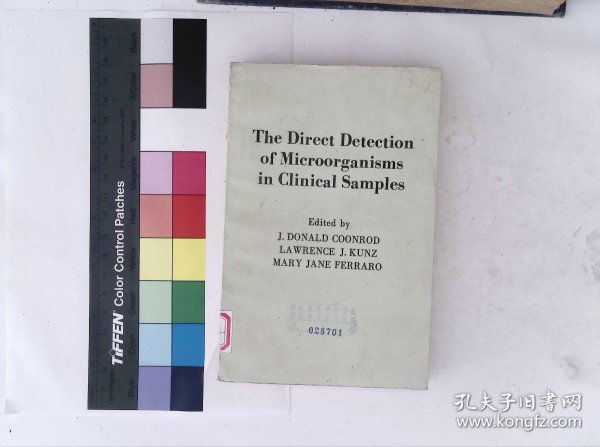 Black
3/Color
White
Magenta
Red
Yellow
Green
Cyan
Blue
TIFFEN Color Control Patches
The Direct Detection
of Microorganisms
in Clinical Samples
Edited by
J. DONALD COONROD
LAWRENCE J. KUNZ
MARY JANE FERRARO
026701
孔夫子旧书网
www.kongfz.com